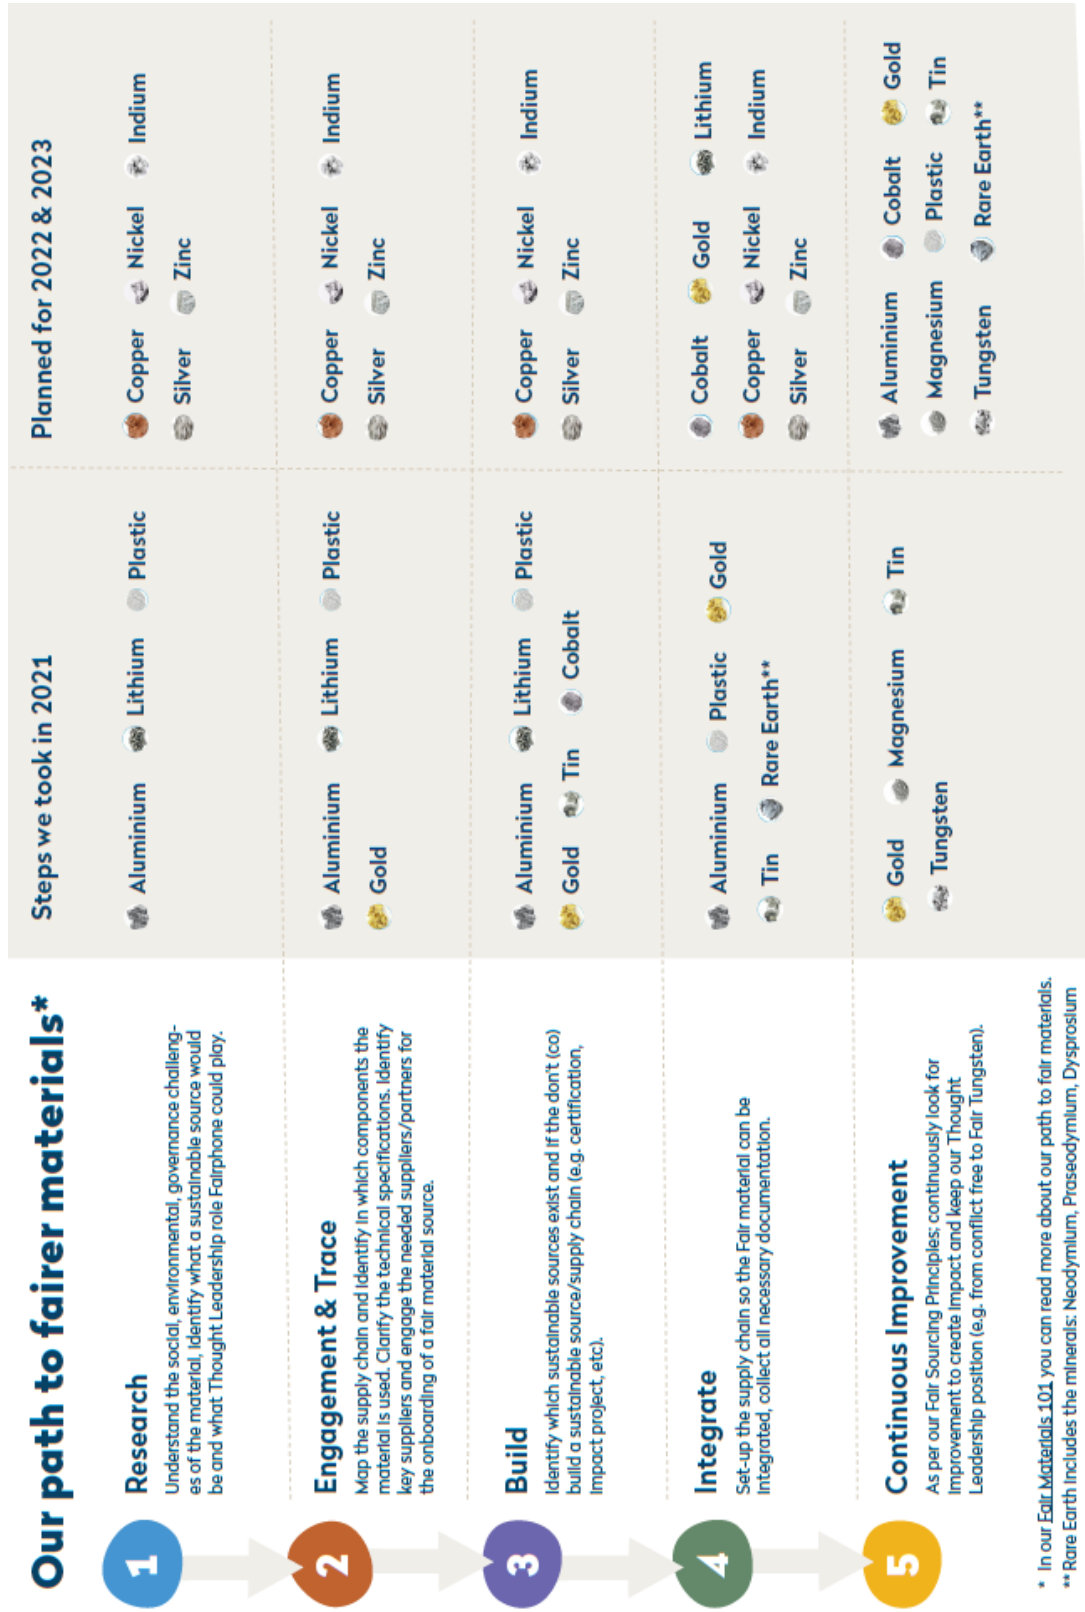 Our path to fairer materials*
Steps we took in 2021
Planned for 2022 & 2023
1
Research
Understand the social, environmental, governance challeng-
es of the material, identify what a sustainable source would
be and what Thought Leadership role Fairphone could play.
Aluminium Lithium Plastic
Copper Nickel Indium
Silver Zinc
2
Engagement & Trace
Map the supply chain and identify in which components the
material is used. Clarify the technical specifications. Identify
key suppliers and engage the needed suppliers/partners for
the onboarding of a fair material source.
Aluminium Lithium Plastic
Gold
Copper Nickel Indium
Silver Zinc
3
Build
Identify which sustainable sources exist and if the don't (co)
build a sustainable source/supply chain (e.g. certification,
impact project, etc).
Aluminium Lithium Plastic
Gold Tin Cobalt
Copper Nickel Indium
Silver Zinc
4
Integrate
Set-up the supply chain so the Fair material can be
integrated, collect all necessary documentation.
Aluminium Plastic Gold
Tin Rare Earth**
Cobalt Gold Lithium
Copper Nickel Indium
Silver Zinc
5
Continuous Improvement
As per our Fair Sourcing Principles; continuously look for
improvement to create impact and keep our Thought
Leadership position (e.g. from conflict free to Fair Tungsten).
Gold Magnesium Tin
Tungsten
Aluminium Cobalt Gold
Magnesium Plastic Tin
Tungsten Rare Earth**
* In our Fair Materials 101 you can read more about our path to fair materials.
** Rare Earth includes the minerals: Neodymium, Praseodymium, Dysprosium